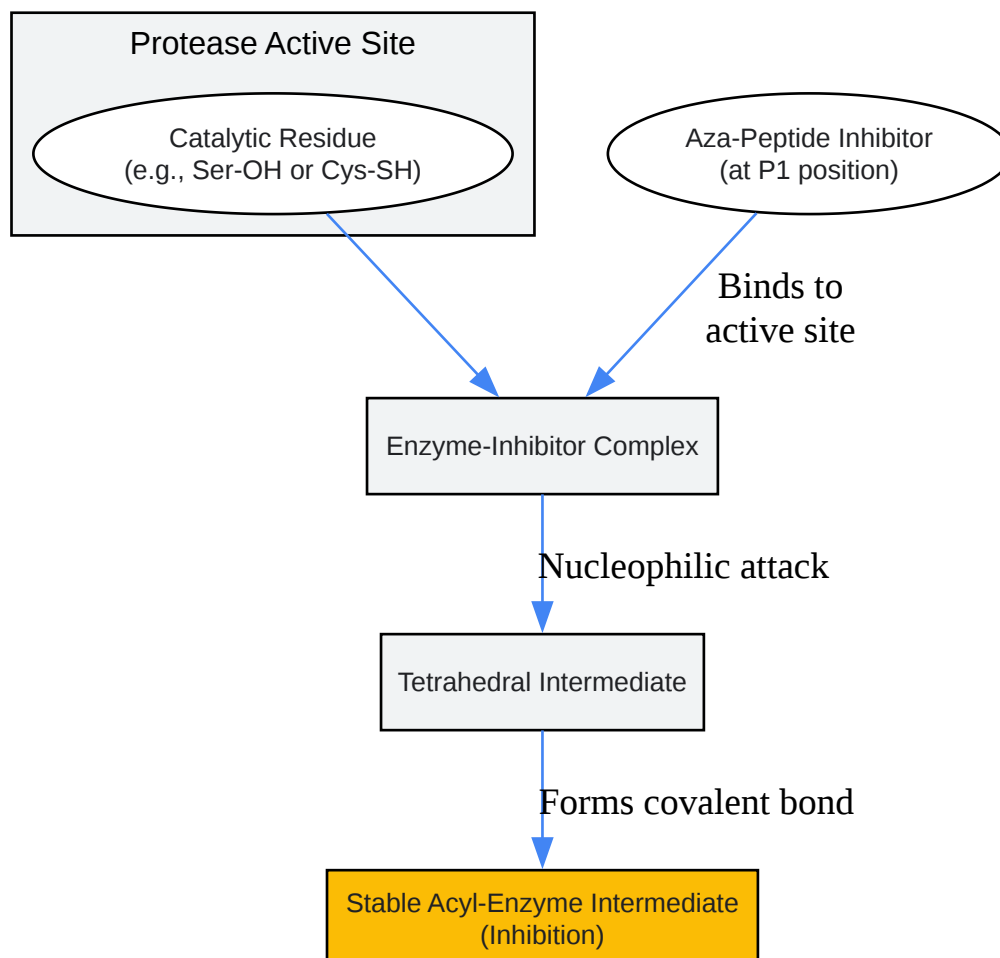 Protease Active Site
Catalytic Residue
(e.g., Ser-OH or Cys-SH)
Aza-Peptide Inhibitor
(at P1 position)
Binds to
active site
Enzyme-Inhibitor Complex
Nucleophilic attack
Tetrahedral Intermediate
Forms covalent bond
Stable Acyl-Enzyme Intermediate
(Inhibition)